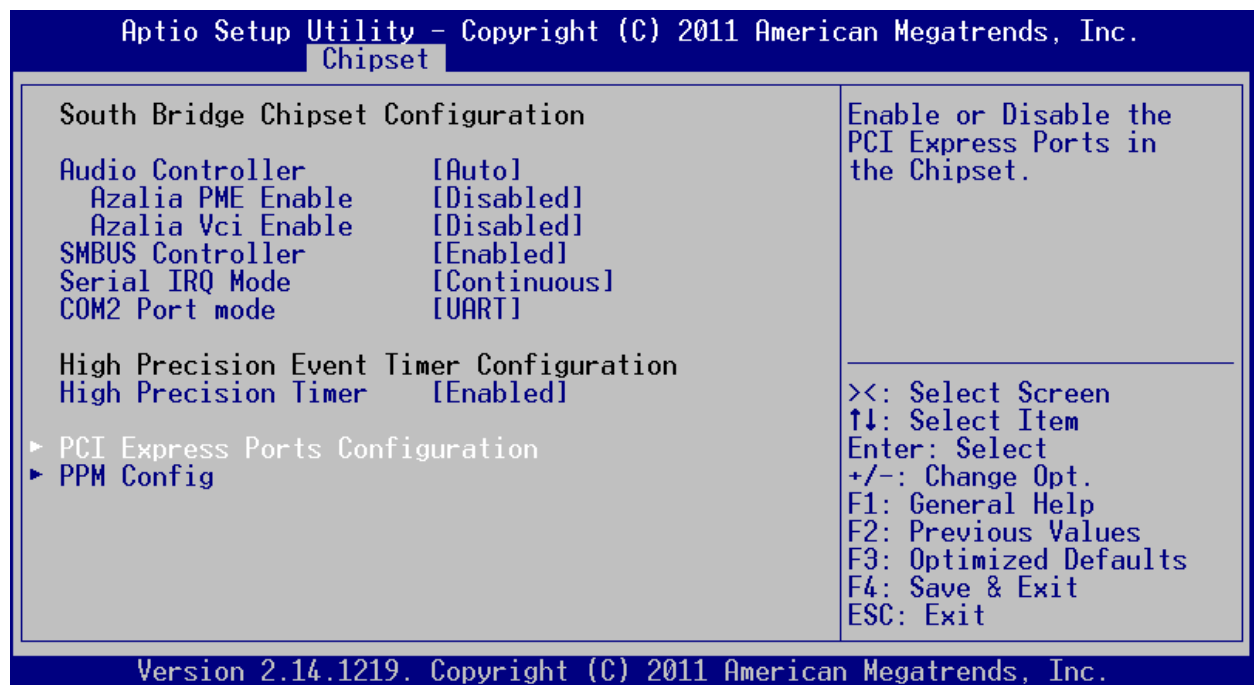 Aptio Setup Utility – Copyright (C) 2011 American Megatrends, Inc.
Chipset
South Bridge Chipset Configuration
Audio Controller [Auto]
Azalia PME Enable [Disabled]
Azalia Vci Enable [Disabled]
SMBUS Controller [Enabled]
Serial IRQ Mode [Continuous]
COM2 Port mode [UART]
High Precision Event Timer Configuration
High Precision Timer [Enabled]
► PCI Express Ports Configuration
► PPM Config
Enable or Disable the
PCI Express Ports in
the Chipset.
><: Select Screen
↑↓: Select Item
Enter: Select
+/-: Change Opt.
F1: General Help
F2: Previous Values
F3: Optimized Defaults
F4: Save & Exit
ESC: Exit
Version 2.14.1219. Copyright (C) 2011 American Megatrends, Inc.